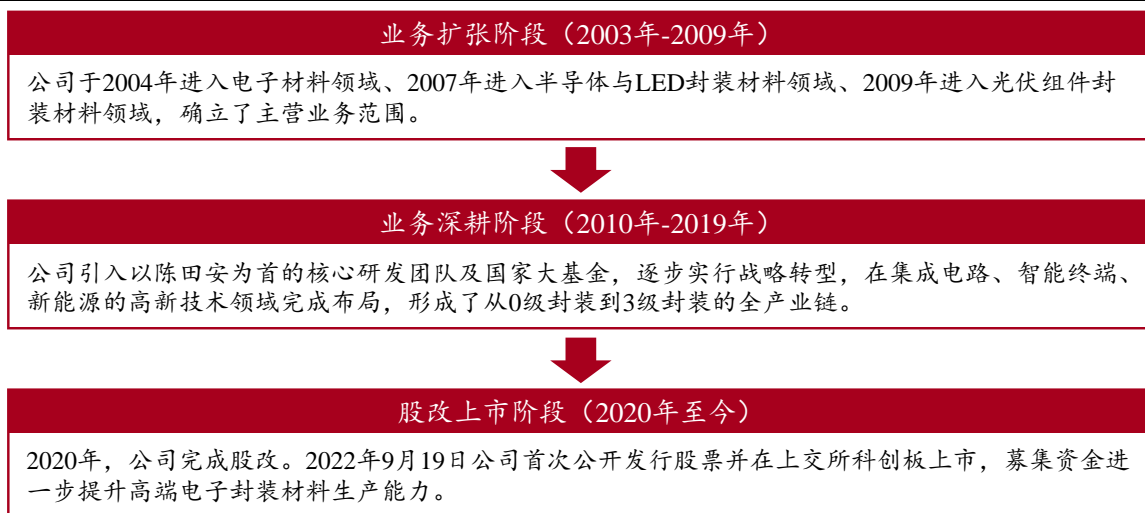 业务扩张阶段（2003年-2009年）
公司于2004年进入电子材料领域、2007年进入半导体与LED封装材料领域、2009年进入光伏组件封
装材料领域，确立了主营业务范围。
业务深耕阶段（2010年-2019年）
公司引入以陈田安为首的核心研发团队及国家大基金，逐步实行战略转型，在集成电路、智能终端、
新能源的高新技术领域完成布局，形成了从0级封装到3级封装的全产业链。
股改上市阶段（2020年至今）
2020年，公司完成股改。2022年9月19日公司首次公开发行股票并在上交所科创板上市，募集资金进
一步提升高端电子封装材料生产能力。